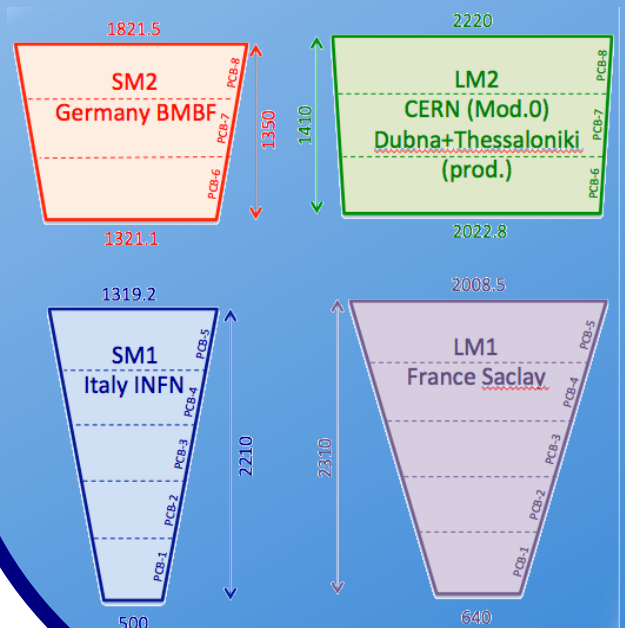 1821.5
SM2
Germany BMBF
PCB-8
PCB-7
PCB-6
1350
1321.1
2220
LM2
CERN (Mod.0)
Dubna+Thessaloniki
(prod.)
PCB-8
PCB-7
PCB-6
1410
2022.8
1319.2
SM1
Italy INFN
PCB-5
PCB-4
PCB-3
PCB-2
PCB-1
2210
500
2008.5
LM1
France Saclay
PCB-5
PCB-4
PCB-3
PCB-2
PCB-1
2310
640